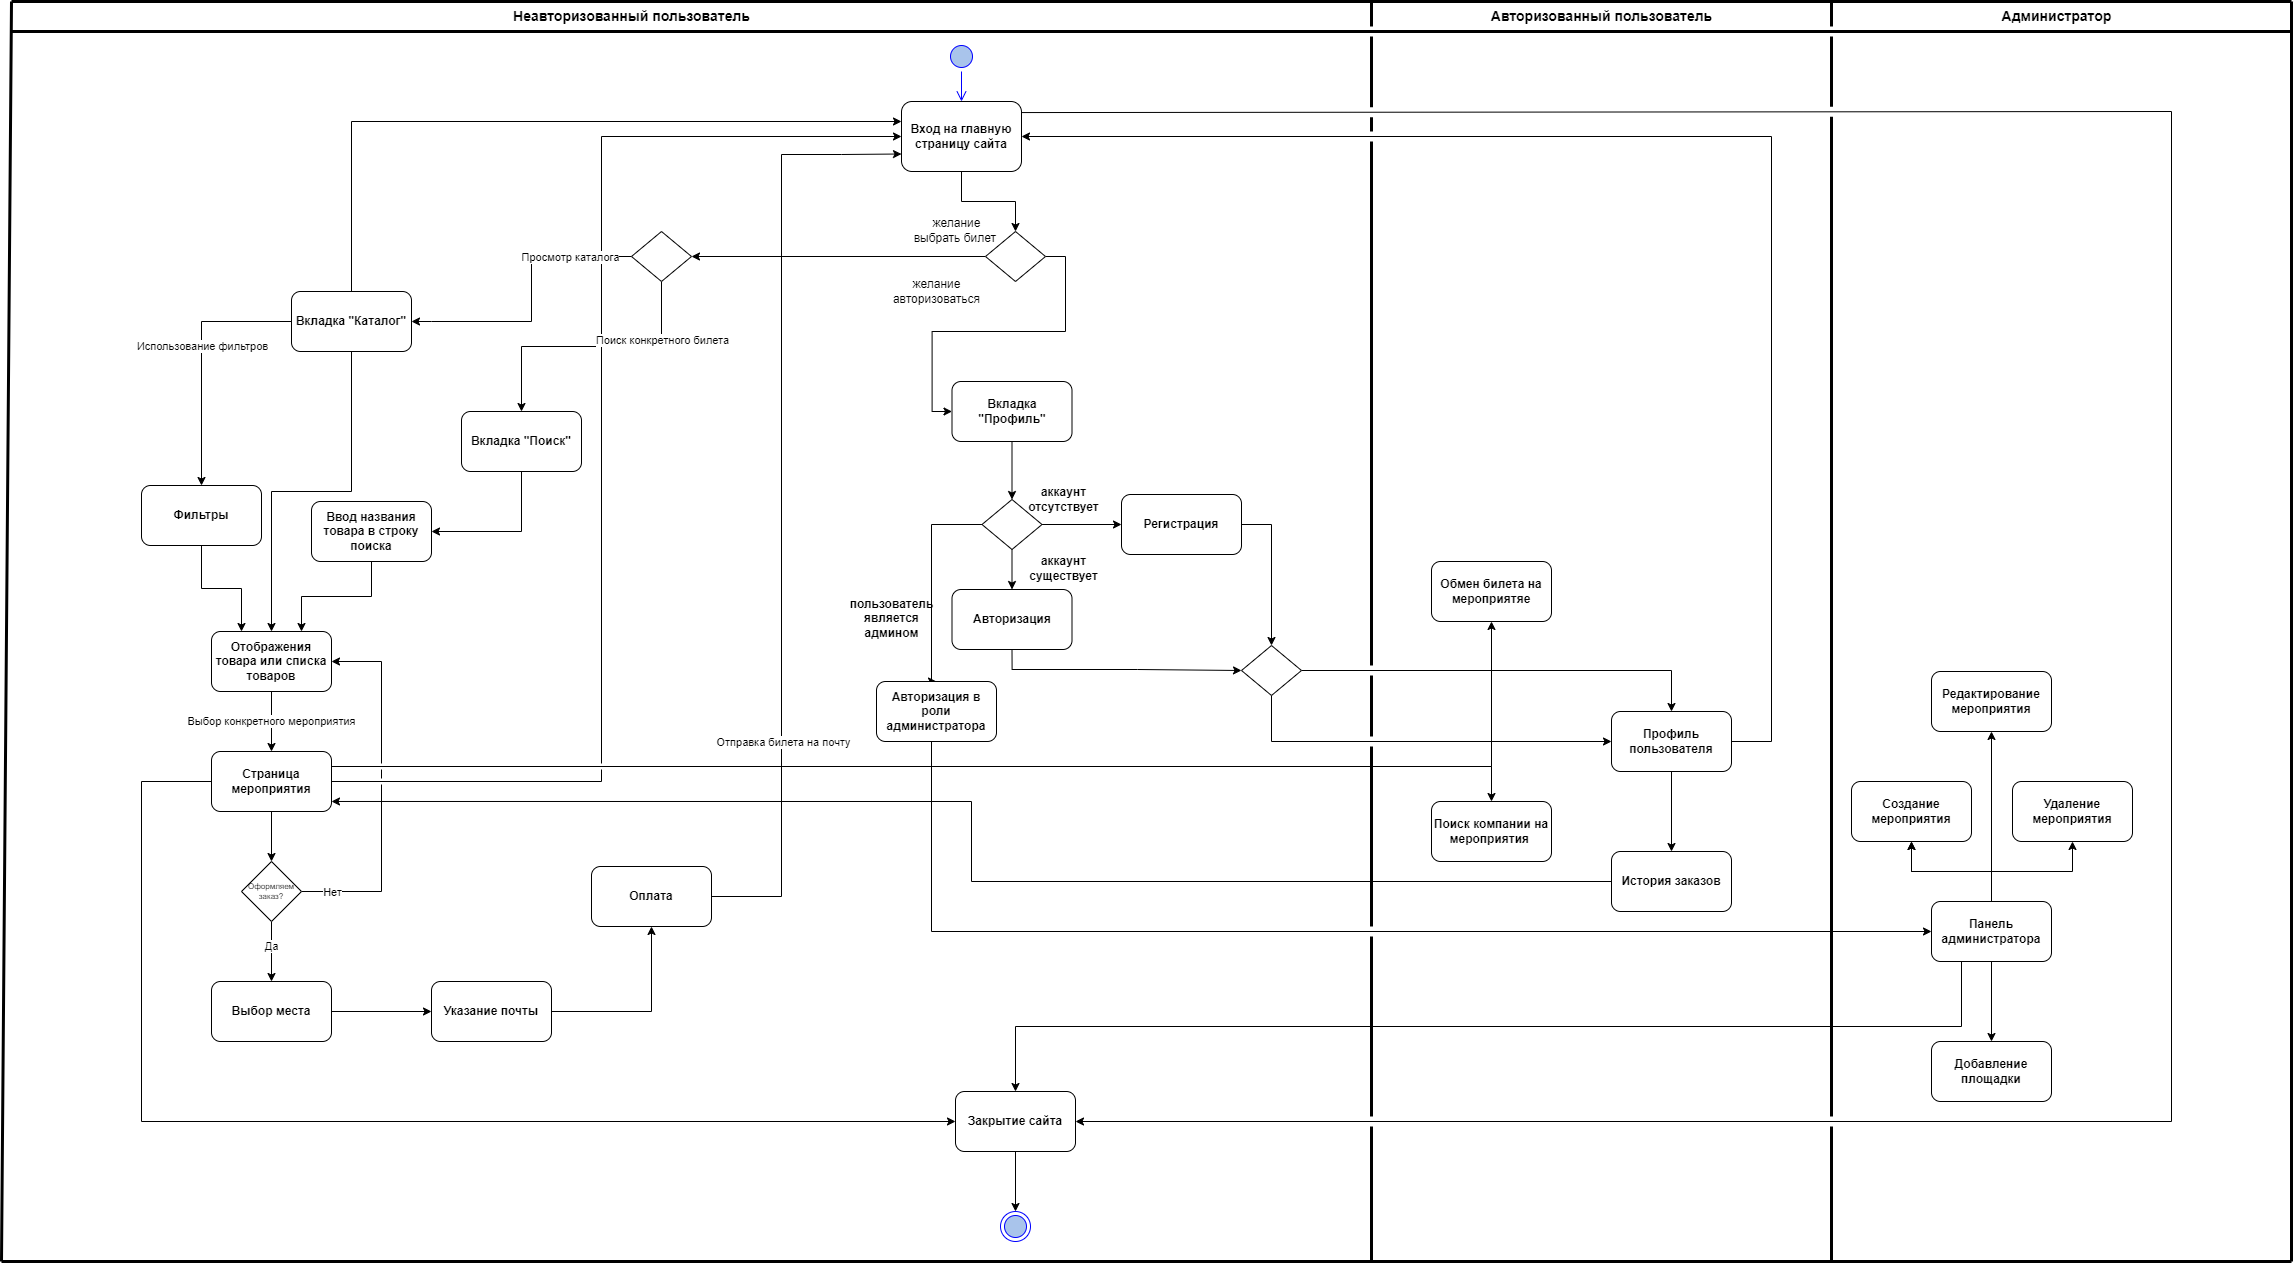 Неавторизованный пользователь
Авторизованный пользователь
Администратор
Вход на главную
страницу сайта
желание
выбрать билет
Просмотр каталога
желание
авторизоваться
Вкладка "Каталог"
Использование фильтров
Поиск конкретного билета
Вкладка
"Профиль"
Вкладка "Поиск"
Фильтры
Ввод названия
товара в строку
поиска
аккаунт
отсутствует
Регистрация
аккаунт
существует
Обмен билета на
мероприятяе
пользователь
является
админом
Авторизация
Отображения
товара или списка
товаров
Авторизация в
роли
администратора
Редактирование
мероприятия
Выбор конкретного мероприятия
Отправка билета на почту
Профиль
пользователя
Страница
мероприятия
Создание
мероприятия
Удаление
мероприятия
Поиск компании на
мероприятия
Оформляем
заказ?
Нет
Оплата
История заказов
Да
Панель
администратора
Выбор места
Указание почты
Добавление
площадки
Закрытие сайта